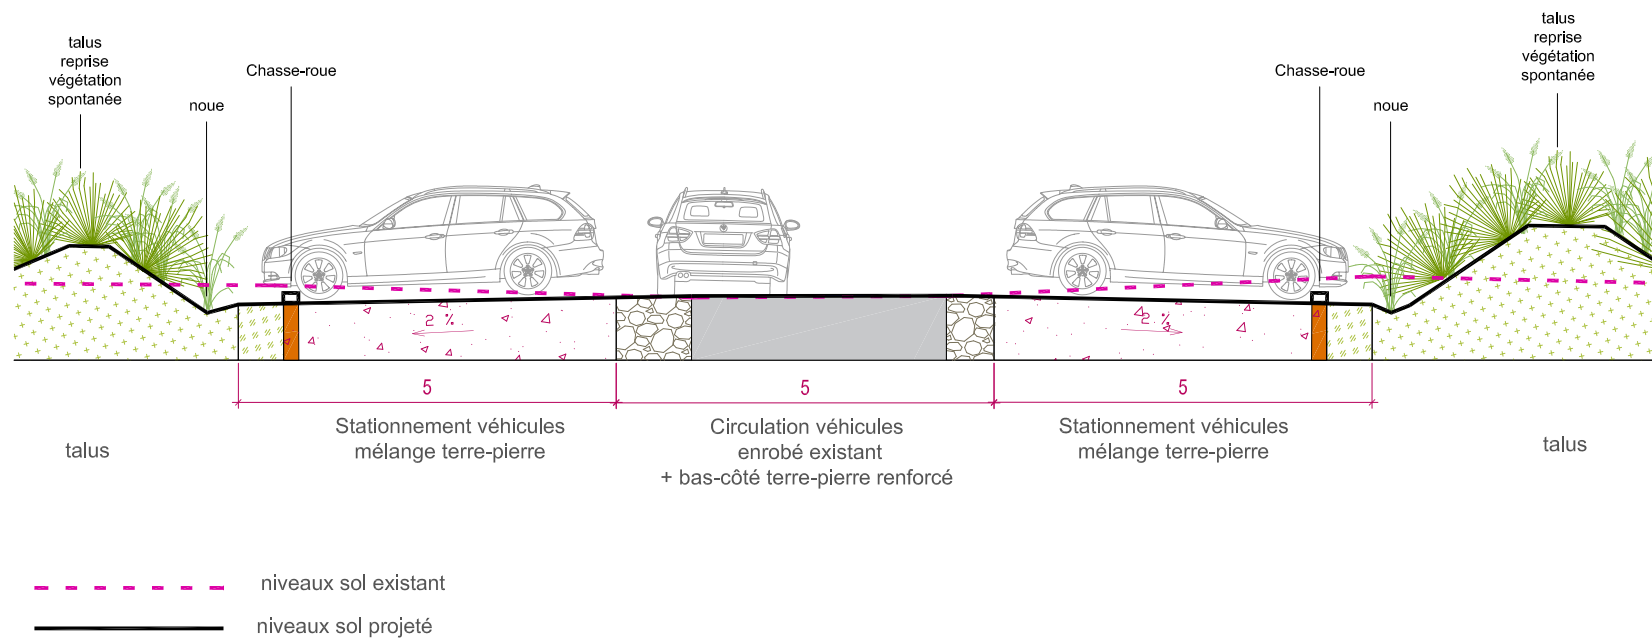 talus
reprise
végétation
spontanée
Chasse-roue
noue
talus
reprise
végétation
spontanée
Chasse-roue
noue
2 %
2 %
5
5
5
Stationnement véhicules
mélange terre-pierre
Circulation véhicules
enrobé existant
+ bas-côté terre-pierre renforcé
Stationnement véhicules
mélange terre-pierre
talus
talus
niveaux sol existant
niveaux sol projeté